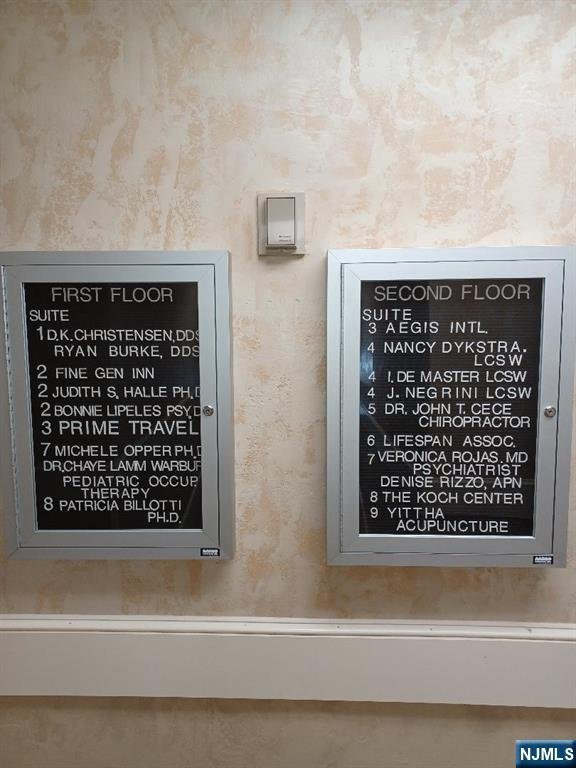 FIRST FLOOR
SUITE
1 D.K. CHRISTENSEN, DDS
RYAN BURKE, DDS
2 FINE GEN INN
2 JUDITH S. HALLE PH.D
2 BONNIE LIPELES PSY.D
3 PRIME TRAVEL
7 MICHELE OPPER PH.D
DR.CHAYE LAMM WARBUR
PEDIATRIC OCCUP
THERAPY
8 PATRICIA BILLOTTI
PH.D.
SECOND FLOOR
SUITE
3 AEGIS INTL.
4 NANCY DYKSTRA.
LCSW
4 I. DE MASTER LCSW
4 J. NEGRINI LCSW
5 DR. JOHN T. CECE
CHIROPRACTOR
6 LIFESPAN ASSOC.
7 VERONICA ROJAS. MD
PSYCHIATRIST
DENISE RIZZO, APN
8 THE KOCH CENTER
9 YITTHA
ACUPUNCTURE
NJMLS